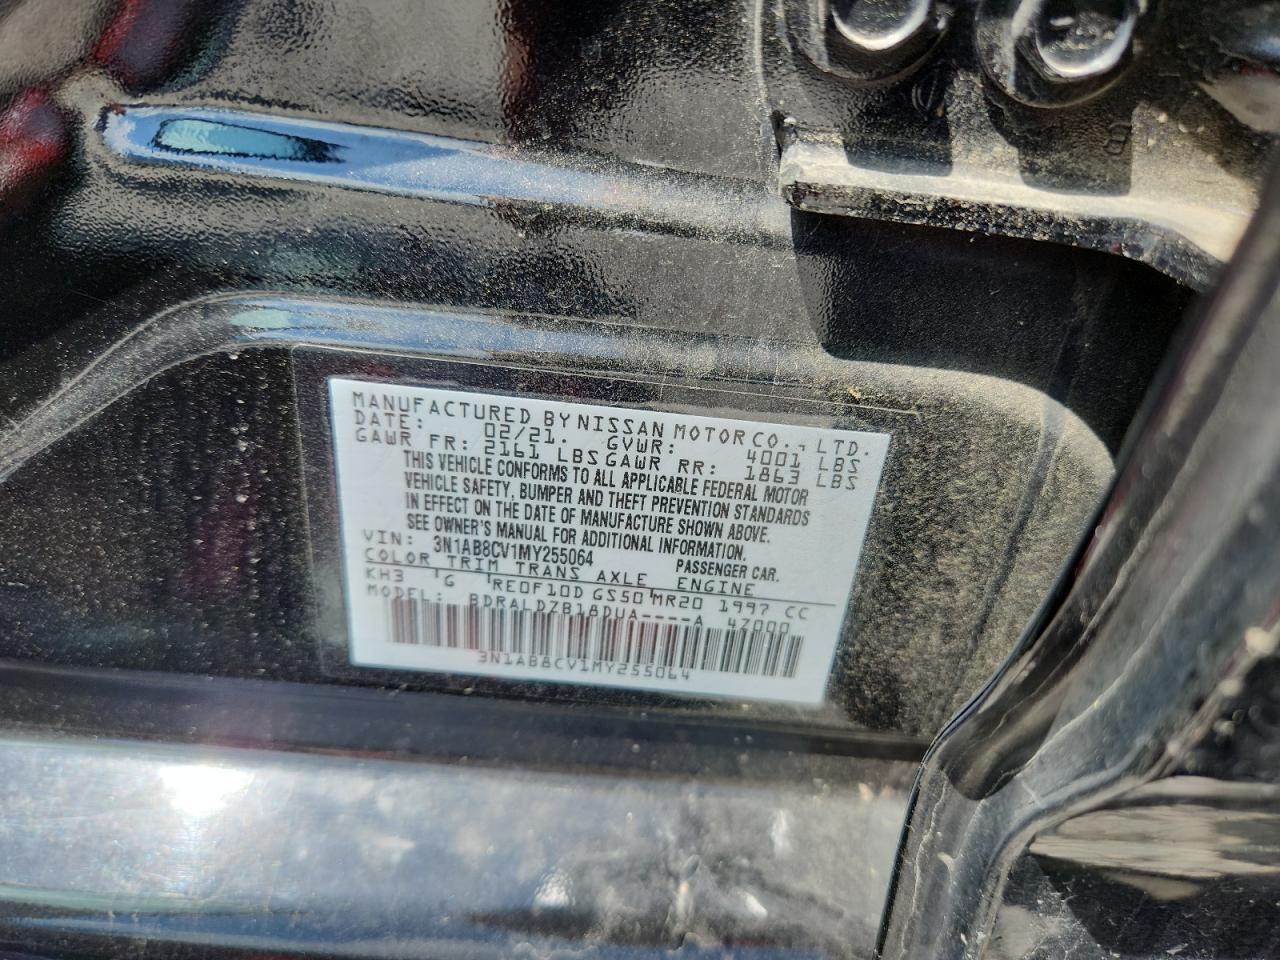 MANUFACTURED BY NISSAN MOTOR CO., LTD.
DATE: 02/21. GVWR: 4001 LBS
GAWR FR: 2161 LBS GAWR RR: 1863 LBS
THIS VEHICLE CONFORMS TO ALL APPLICABLE FEDERAL MOTOR
VEHICLE SAFETY, BUMPER AND THEFT PREVENTION STANDARDS
IN EFFECT ON THE DATE OF MANUFACTURE SHOWN ABOVE.
SEE OWNER'S MANUAL FOR ADDITIONAL INFORMATION.
VIN: 3N1AB8CV1MY255064 PASSENGER CAR.
COLOR TRIM TRANS AXLE ENGINE
KH3 G RE0F10D GS50 MR20 1997 CC
MODEL: BDRALDZB18DUA----A 47000
3N1AB8CV1MY255064